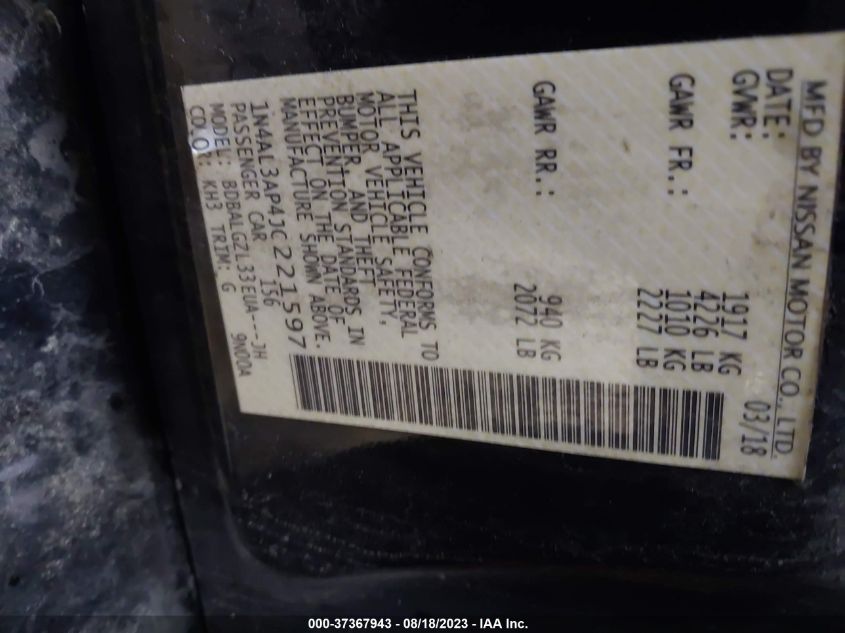 MFD BY NISSAN MOTOR CO., LTD.
DATE: 03/18
GVWR: 1917 KG
4226 LB
GAWR FR.: 1010 KG
2227 LB
GAWR RR.: 940 KG
2072 LB
THIS VEHICLE CONFORMS TO
ALL APPLICABLE FEDERAL
MOTOR VEHICLE SAFETY,
BUMPER, AND THEFT
PREVENTION STANDARDS IN
EFFECT ON THE DATE OF
MANUFACTURE SHOWN ABOVE.
1N4AL3AP4JC221597
PASSENGER CAR 156
MODEL: BDBALGZL33EUA---JH
COLOR: KH3 TRIM: G 9N00A
000-37367943 - 08/18/2023 - IAA Inc.